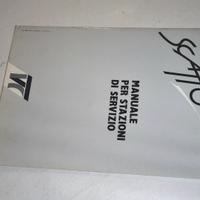 SCATTO
MANUALE
PER STAZIONI
DI SERVIZIO